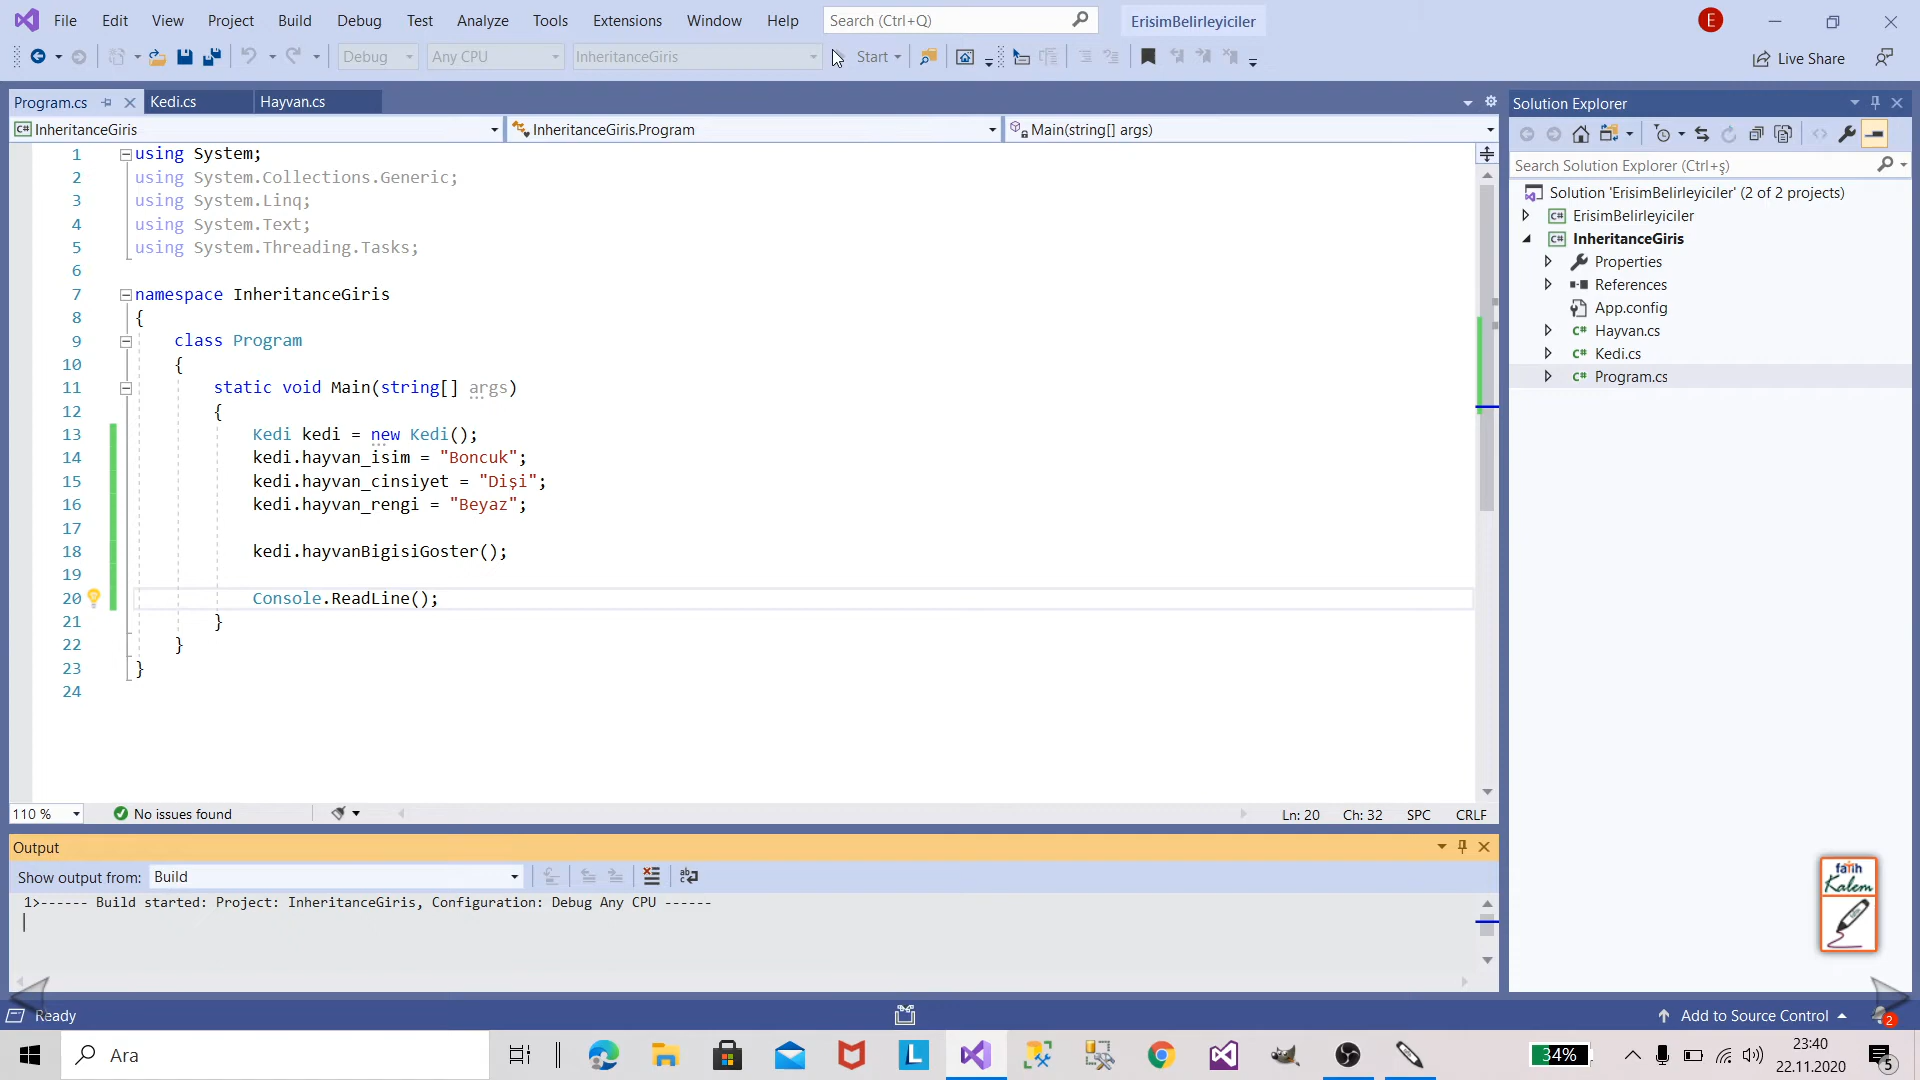 File Edit View Project Build Debug Test Analyze Tools Extensions Window Help Search (Ctrl+Q) ErisimBelirleyiciler E
Debug Any CPU InheritanceGiris Start Live Share
Program.cs Kedi.cs Hayvan.cs
InheritanceGiris InheritanceGiris.Program Main(string[] args)
1 using System;
2 using System.Collections.Generic;
3 using System.Linq;
4 using System.Text;
5 using System.Threading.Tasks;
6
7 namespace InheritanceGiris
8 {
9 class Program
10 {
11 static void Main(string[] args)
12 {
13 Kedi kedi = new Kedi();
14 kedi.hayvan_isim = "Boncuk";
15 kedi.hayvan_cinsiyet = "Dişi";
16 kedi.hayvan_rengi = "Beyaz";
17
18 kedi.hayvanBigisiGoster();
19
20 Console.ReadLine();
21 }
22 }
23 }
24
110 % No issues found Ln: 20 Ch: 32 SPC CRLF
Output
Show output from: Build
1>------ Build started: Project: InheritanceGiris, Configuration: Debug Any CPU ------
Solution Explorer
Search Solution Explorer (Ctrl+ş)
Solution 'ErisimBelirleyiciler' (2 of 2 projects)
C# ErisimBelirleyiciler
C# InheritanceGiris
Properties
References
App.config
C# Hayvan.cs
C# Kedi.cs
C# Program.cs
fatih
Kalem
Ready Add to Source Control 2
Ara 34% 23:40
22.11.2020 5